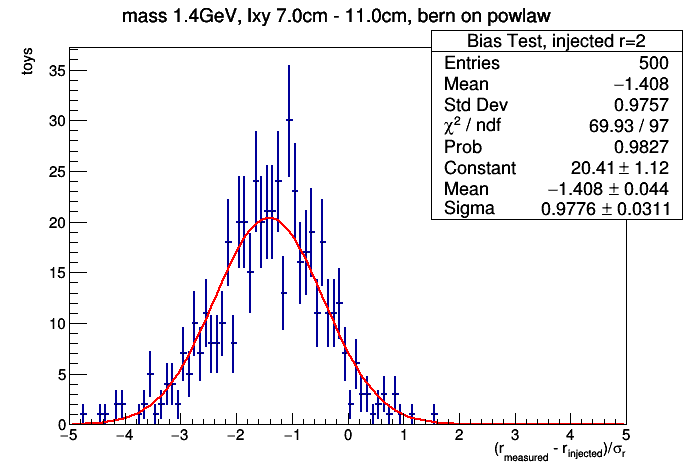 mass 1.4GeV, lxy 7.0cm - 11.0cm, bern on powlaw
toys
Bias Test, injected r=2
Entries 500
Mean −1.408
Std Dev 0.9757
χ² / ndf 69.93 / 97
Prob 0.9827
Constant 20.41 ± 1.12
Mean −1.408 ± 0.044
Sigma 0.9776 ± 0.0311
35
30
25
20
15
10
5
0
−5 −4 −3 −2 −1 0 1 2 3 4 5
(r_measured - r_injected)/σ_r